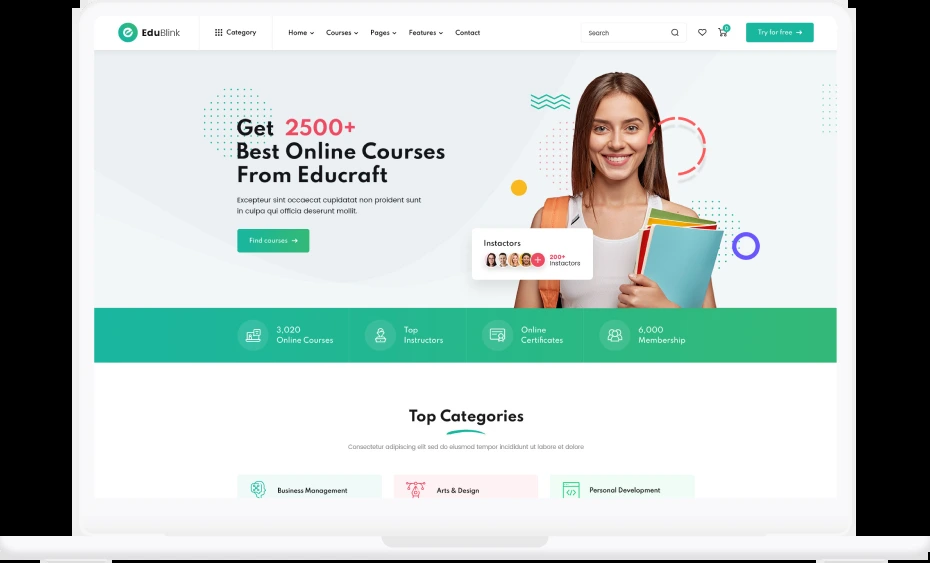 EduBlink
Category
Home
Courses
Pages
Features
Contact
Search
0
Try for free →
Get 2500+
Best Online Courses
From Educraft
Excepteur sint occaecat cupidatat non proident sunt
in culpa qui officia deserunt mollit.
Find courses →
Instactors
200+
Instactors
3,020
Online Courses
Top
Instructors
Online
Certificates
6,000
Membership
Top Categories
Consectetur adipiscing elit sed do eiusmod tempor incididunt ut labore et dolore
Business Management
Arts & Design
Personal Development